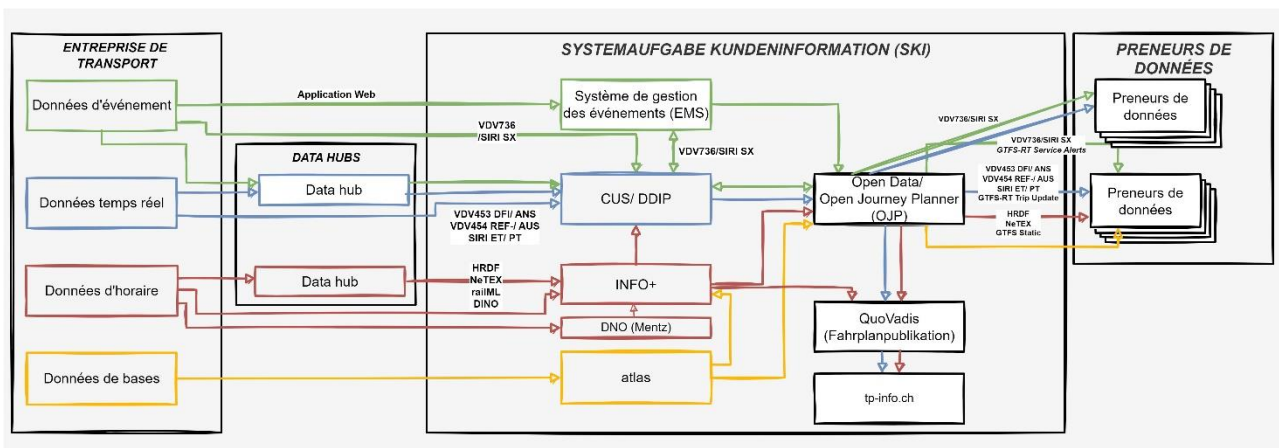 ENTREPRISE DE
TRANSPORT
Données d'événement
Données temps réel
Données d'horaire
Données de bases
Application Web
VDV736
/SIRI SX
DATA HUBS
Data hub
Data hub
VDV453 DFI/ ANS
VDV454 REF-/ AUS
SIRI ET/ PT
HRDF
NeTEX
railML
DINO
SYSTEMAUFGABE KUNDENINFORMATION (SKI)
Système de gestion
des événements (EMS)
VDV736/SIRI SX
CUS/ DDIP
INFO+
DNO (Mentz)
atlas
Open Data/
Open Journey Planner
(OJP)
QuoVadis
(Fahrplanpublikation)
tp-info.ch
VDV736/SIRI SX
VDV736/SIRI SX
GTFS-RT Service Alerts
VDV453 DFI/ ANS
VDV454 REF-/ AUS
SIRI ET/ PT
GTFS-RT Trip Update
HRDF
NeTEX
GTFS Static
PRENEURS DE
DONNÉES
Preneurs de
données
Preneurs de
données